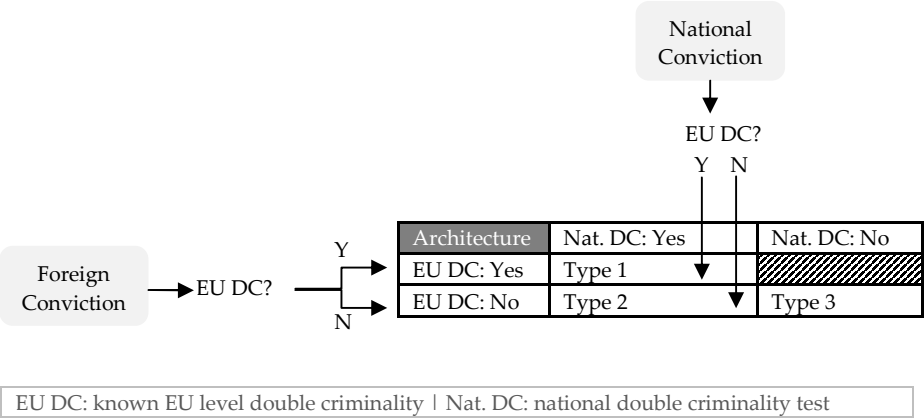 National
Conviction
EU DC?
Y N
Architecture Nat. DC: Yes Nat. DC: No
Foreign
Conviction
EU DC?
Y
N
EU DC: Yes Type 1
EU DC: No Type 2 Type 3
EU DC: known EU level double criminality | Nat. DC: national double criminality test